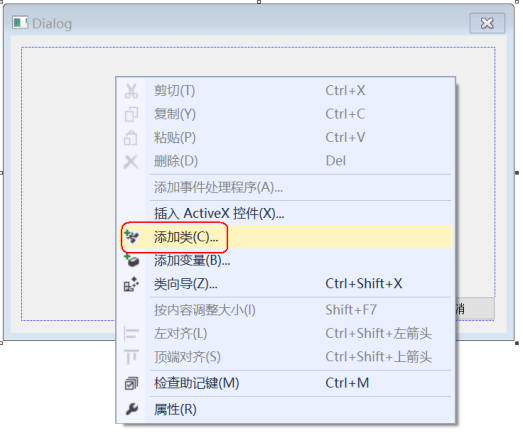 Dialog
剪切(T) Ctrl+X
复制(Y) Ctrl+C
粘贴(P) Ctrl+V
删除(D) Del
添加事件处理程序(A)...
插入 ActiveX 控件(X)...
添加类(C)...
添加变量(B)...
类向导(Z)... Ctrl+Shift+X
按内容调整大小(I) Shift+F7
消
左对齐(L) Ctrl+Shift+左箭头
顶端对齐(S) Ctrl+Shift+上箭头
检查助记键(M) Ctrl+M
属性(R)